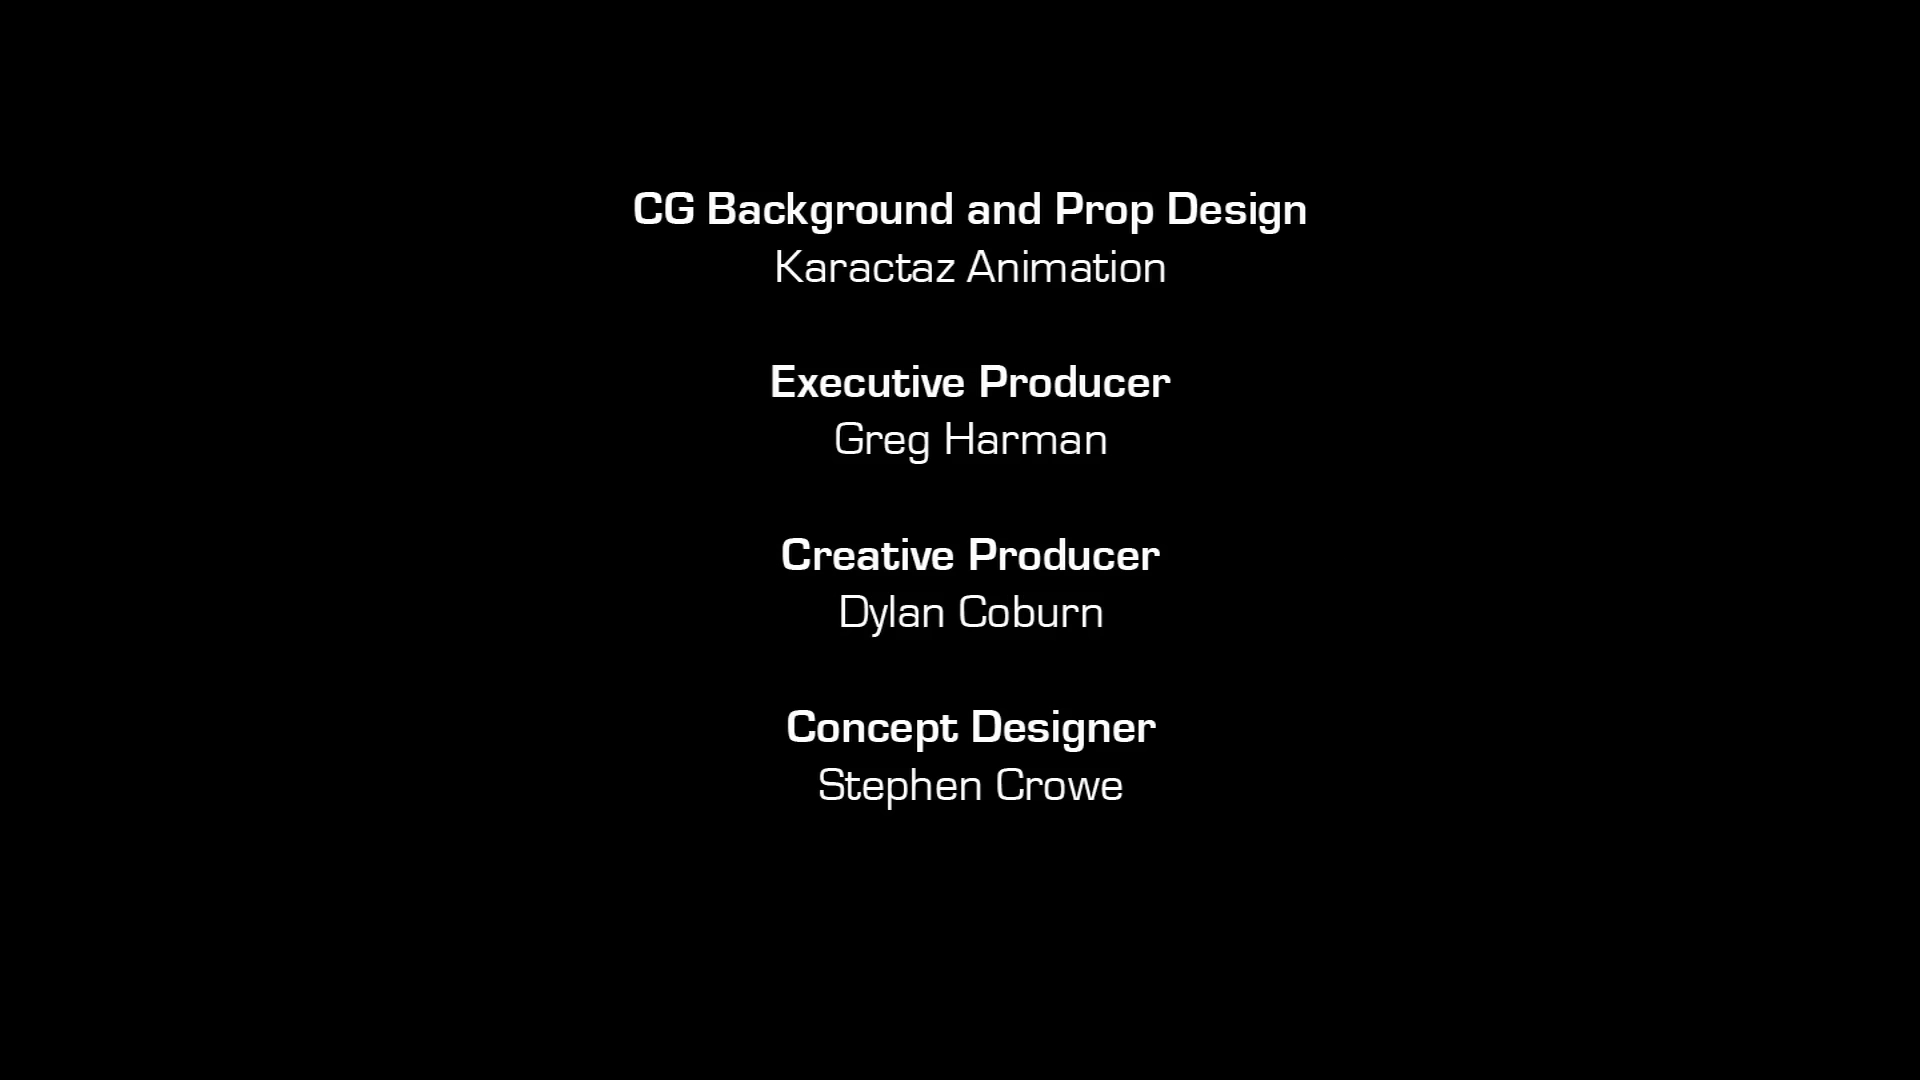 CG Background and Prop Design
Karactaz Animation
Executive Producer
Greg Harman
Creative Producer
Dylan Coburn
Concept Designer
Stephen Crowe